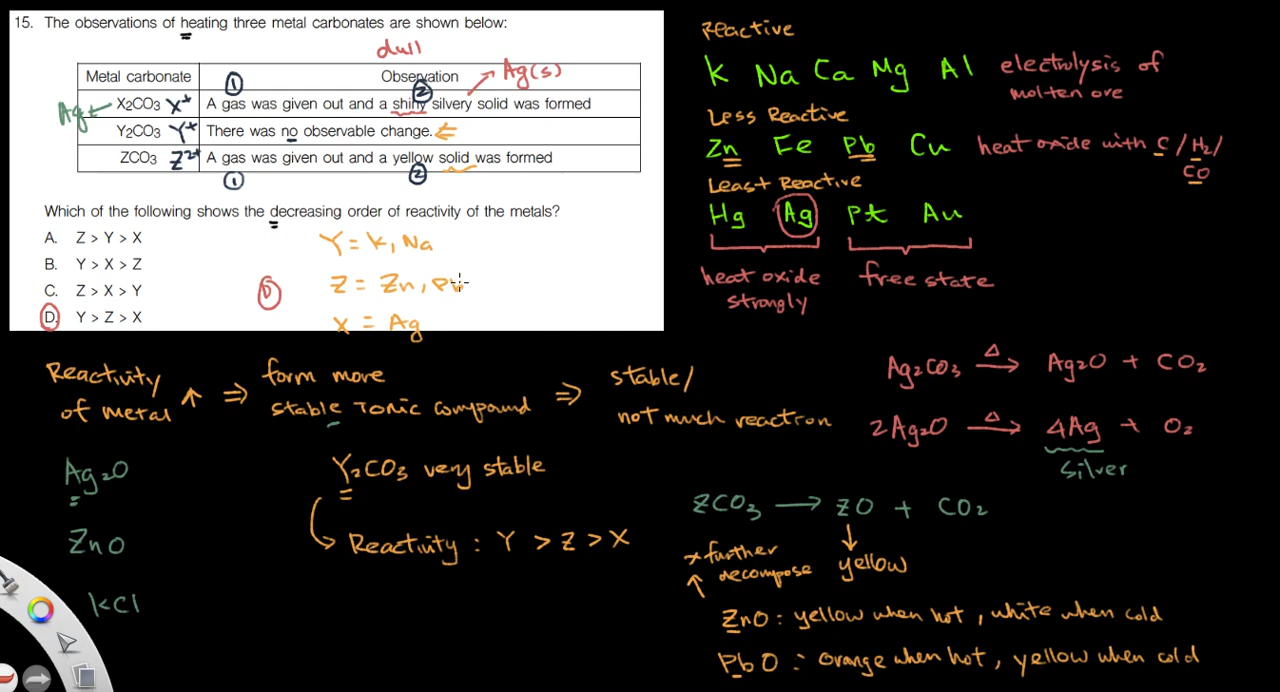 15. The observations of heating three metal carbonates are shown below:
dull
Metal carbonate Observation Ag(s)
① ②
Ag ← X2CO3 X⁺ A gas was given out and a shiny silvery solid was formed
Y2CO3 Y⁺ There was no observable change. ⇐
ZCO3 Z²⁺ A gas was given out and a yellow solid was formed
① ②
Which of the following shows the decreasing order of reactivity of the metals?
A. Z > Y > X
B. Y > X > Z
C. Z > X > Y
D. Y > Z > X
Y = K, Na
Z = Zn, Pb
X = Ag
D
Reactive
K Na Ca Mg Al electrolysis of
molten ore
Less Reactive
Zn Fe Pb Cu heat oxide with C / H2 /
CO
Least Reactive
Hg Ag Pt Au
heat oxide
strongly
free state
Reactivity
of metal ↑ ⇒ form more
stable Ionic compound ⇒ stable /
not much reaction
Ag2CO3 →Δ Ag2O + CO2
2Ag2O →Δ 4Ag + O2
silver
Ag2O
ZnO
KCl
Y2CO3 very stable
↳ Reactivity : Y > Z > X
ZCO3 → ZO + CO2
↓
yellow
× further
↑ decompose
ZnO : yellow when hot, white when cold
PbO : orange when hot, yellow when cold